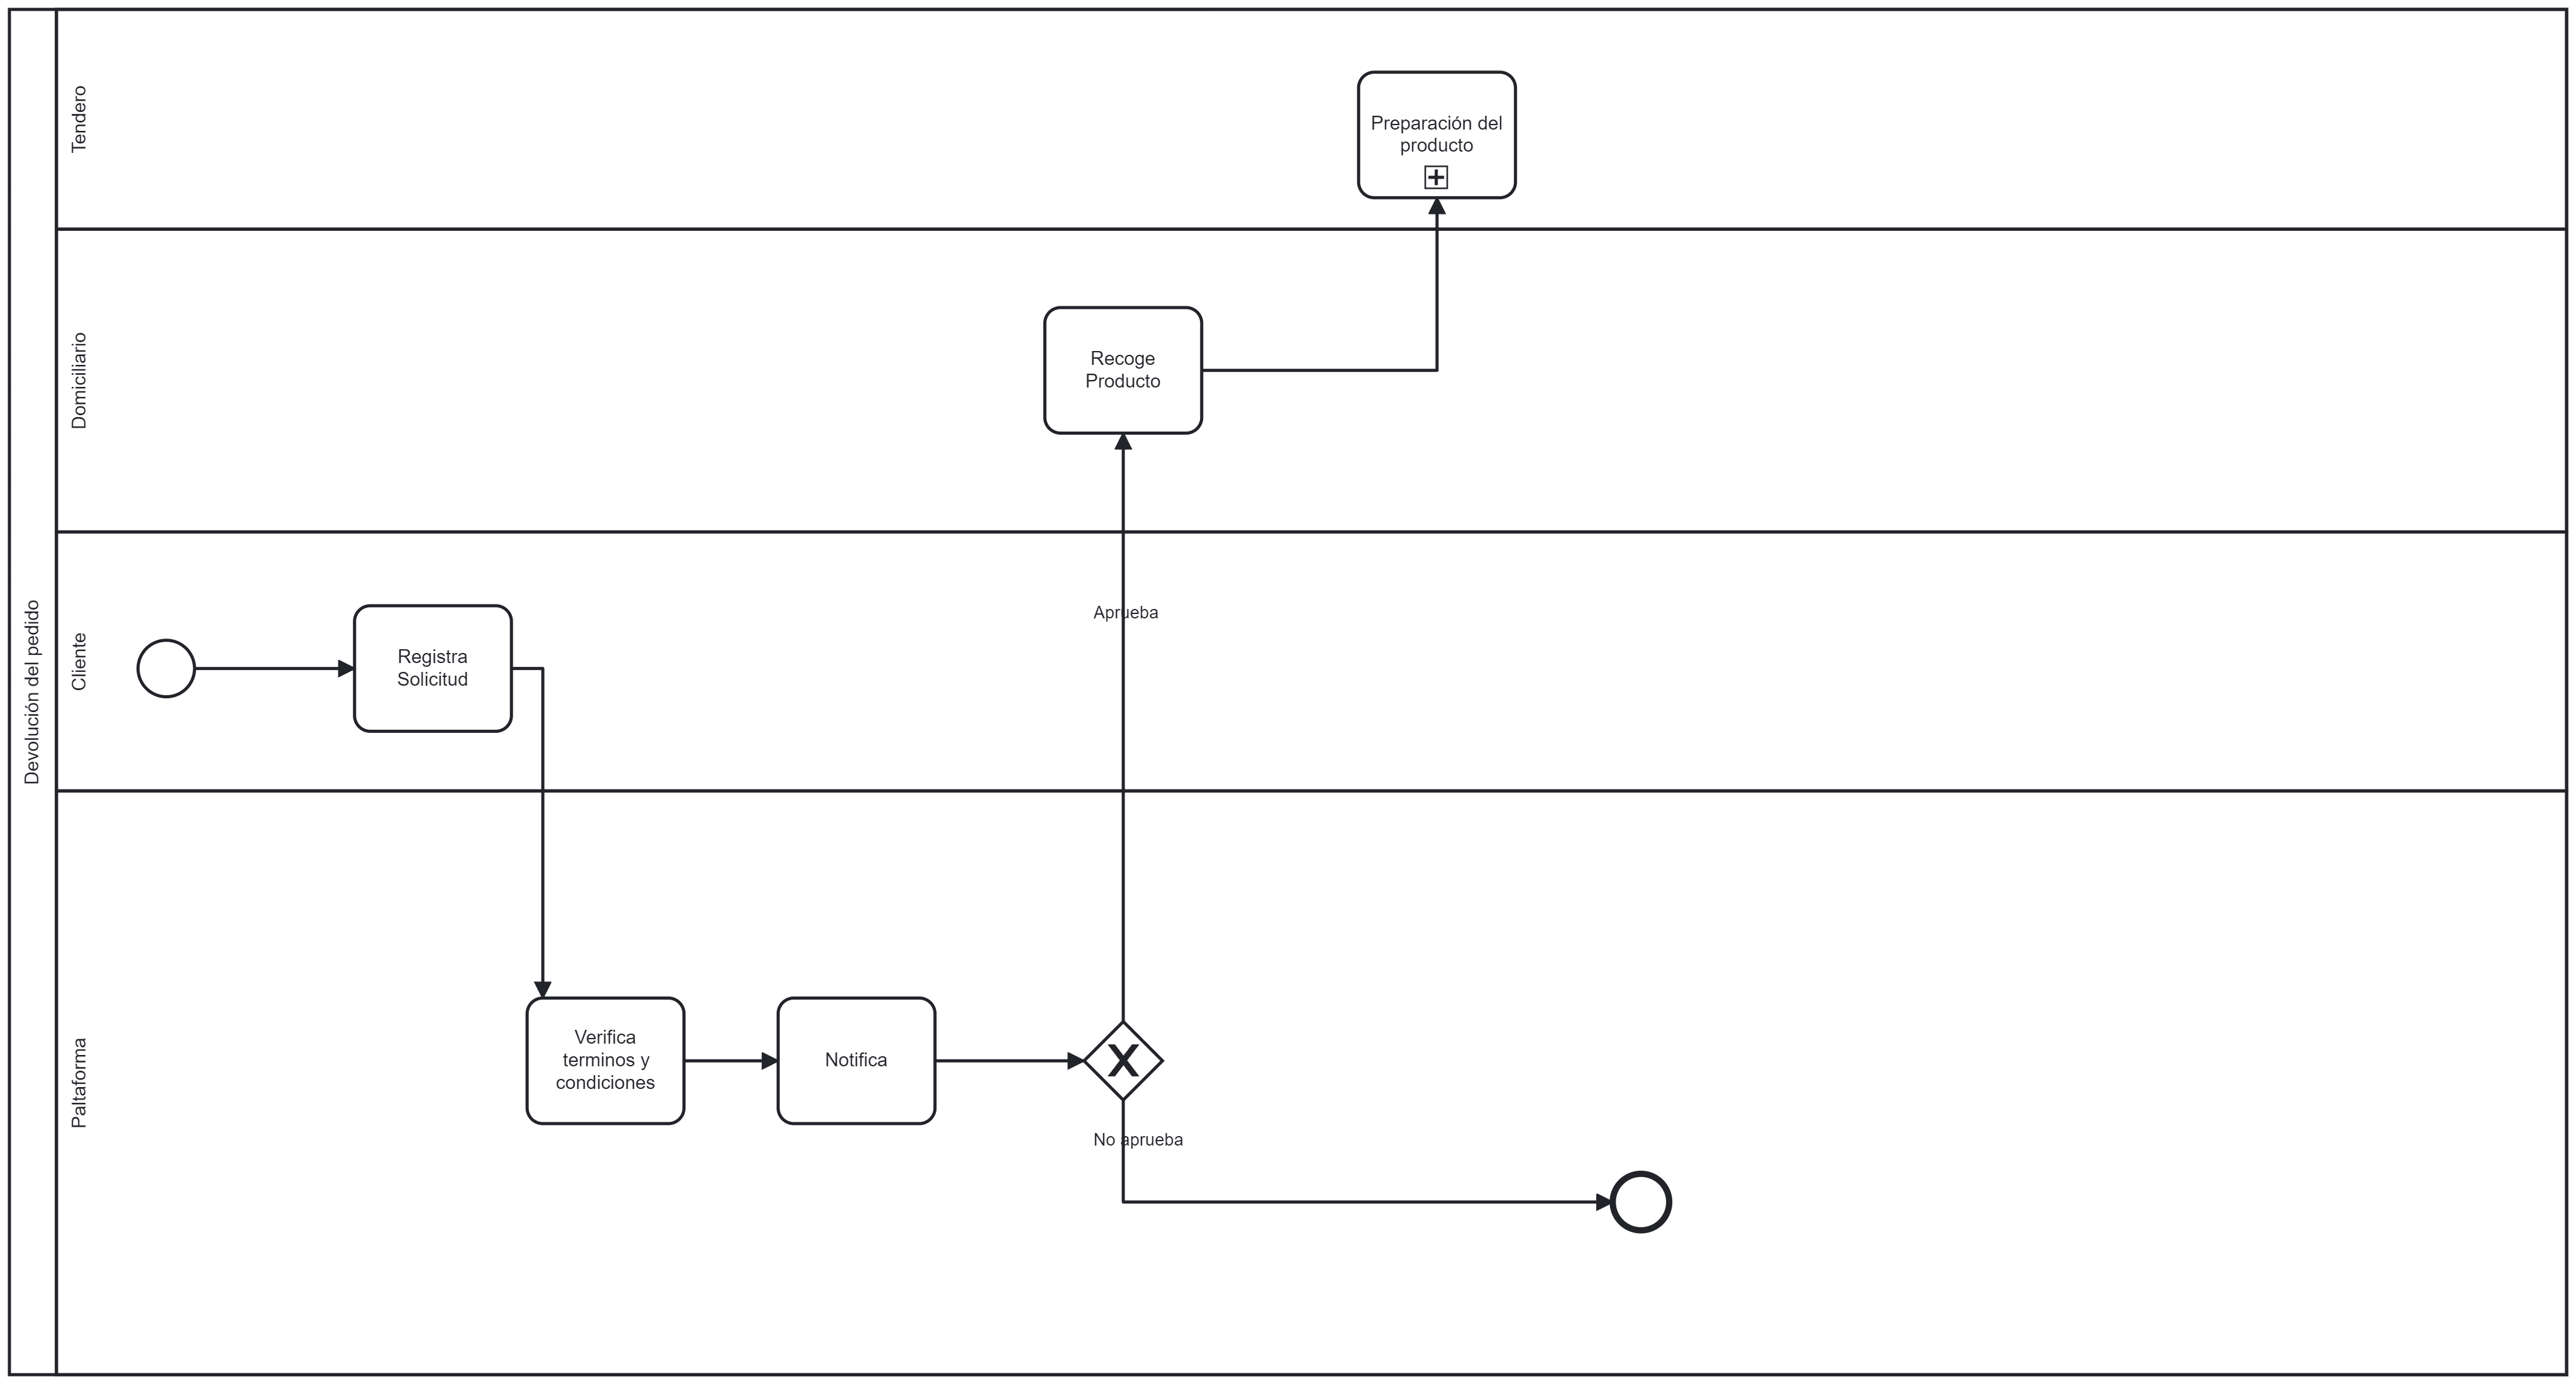 Devolución del pedido
Tendero
Preparación del
producto
Domiciliario
Recoge
Producto
Cliente
Registra
Solicitud
Aprueba
Paltaforma
Verifica
terminos y
condiciones
Notifica
No aprueba